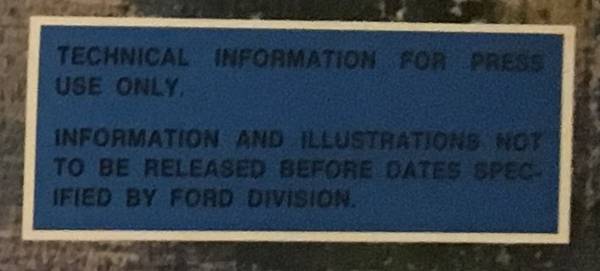 TECHNICAL INFORMATION FOR PRESS
USE ONLY.
INFORMATION AND ILLUSTRATIONS NOT
TO BE RELEASED BEFORE DATES SPEC-
IFIED BY FORD DIVISION.